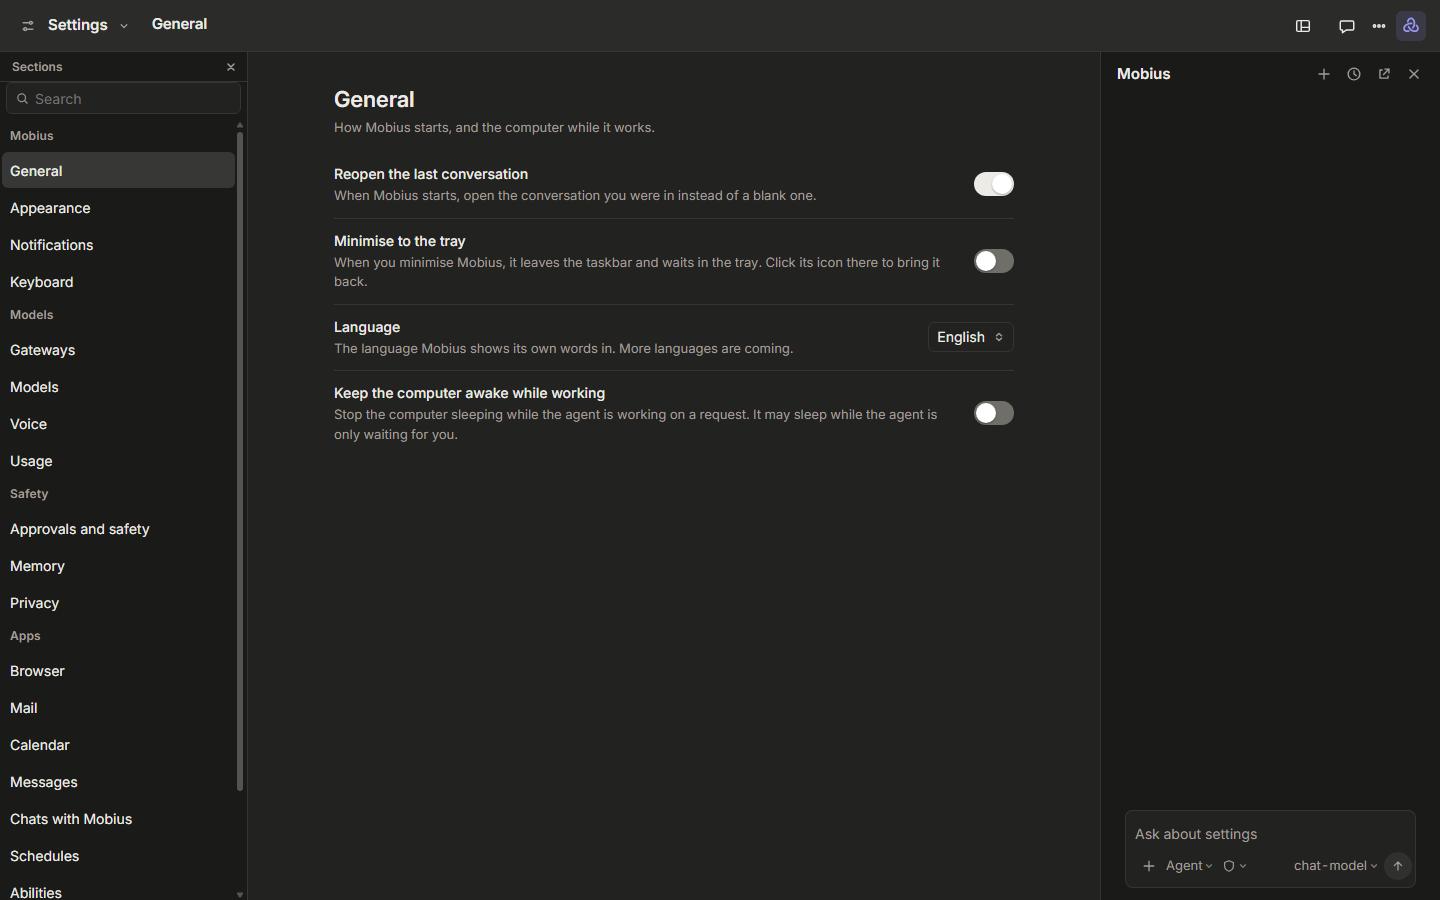 Settings
General
Sections
Search
Mobius
General
Appearance
Notifications
Keyboard
Models
Gateways
Models
Voice
Usage
Safety
Approvals and safety
Memory
Privacy
Apps
Browser
Mail
Calendar
Messages
Chats with Mobius
Schedules
Abilities
General
How Mobius starts, and the computer while it works.
Reopen the last conversation
When Mobius starts, open the conversation you were in instead of a blank one.
Minimise to the tray
When you minimise Mobius, it leaves the taskbar and waits in the tray. Click its icon there to bring it
back.
Language
The language Mobius shows its own words in. More languages are coming.
English
Keep the computer awake while working
Stop the computer sleeping while the agent is working on a request. It may sleep while the agent is
only waiting for you.
Mobius
Ask about settings
Agent
chat-model